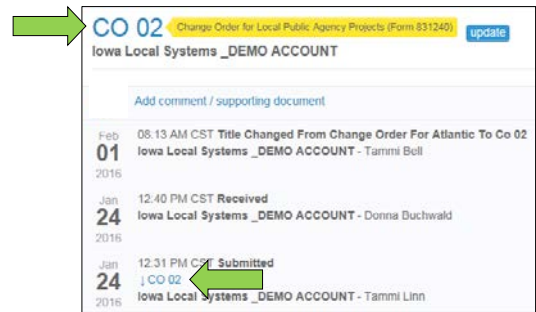 CO 02 Change Order for Local Public Agency Projects (Form 831240) update
Iowa Local Systems _DEMO ACCOUNT
Add comment / supporting document
Feb 08:13 AM CST Title Changed From Change Order For Atlantic To Co 02
01 Iowa Local Systems _DEMO ACCOUNT - Tammi Bell
2016
Jan 12:40 PM CST Received
24 Iowa Local Systems _DEMO ACCOUNT - Donna Buchwald
2016
Jan 12:31 PM CST Submitted
24 ↓ CO 02
2016 Iowa Local Systems _DEMO ACCOUNT - Tammi Linn